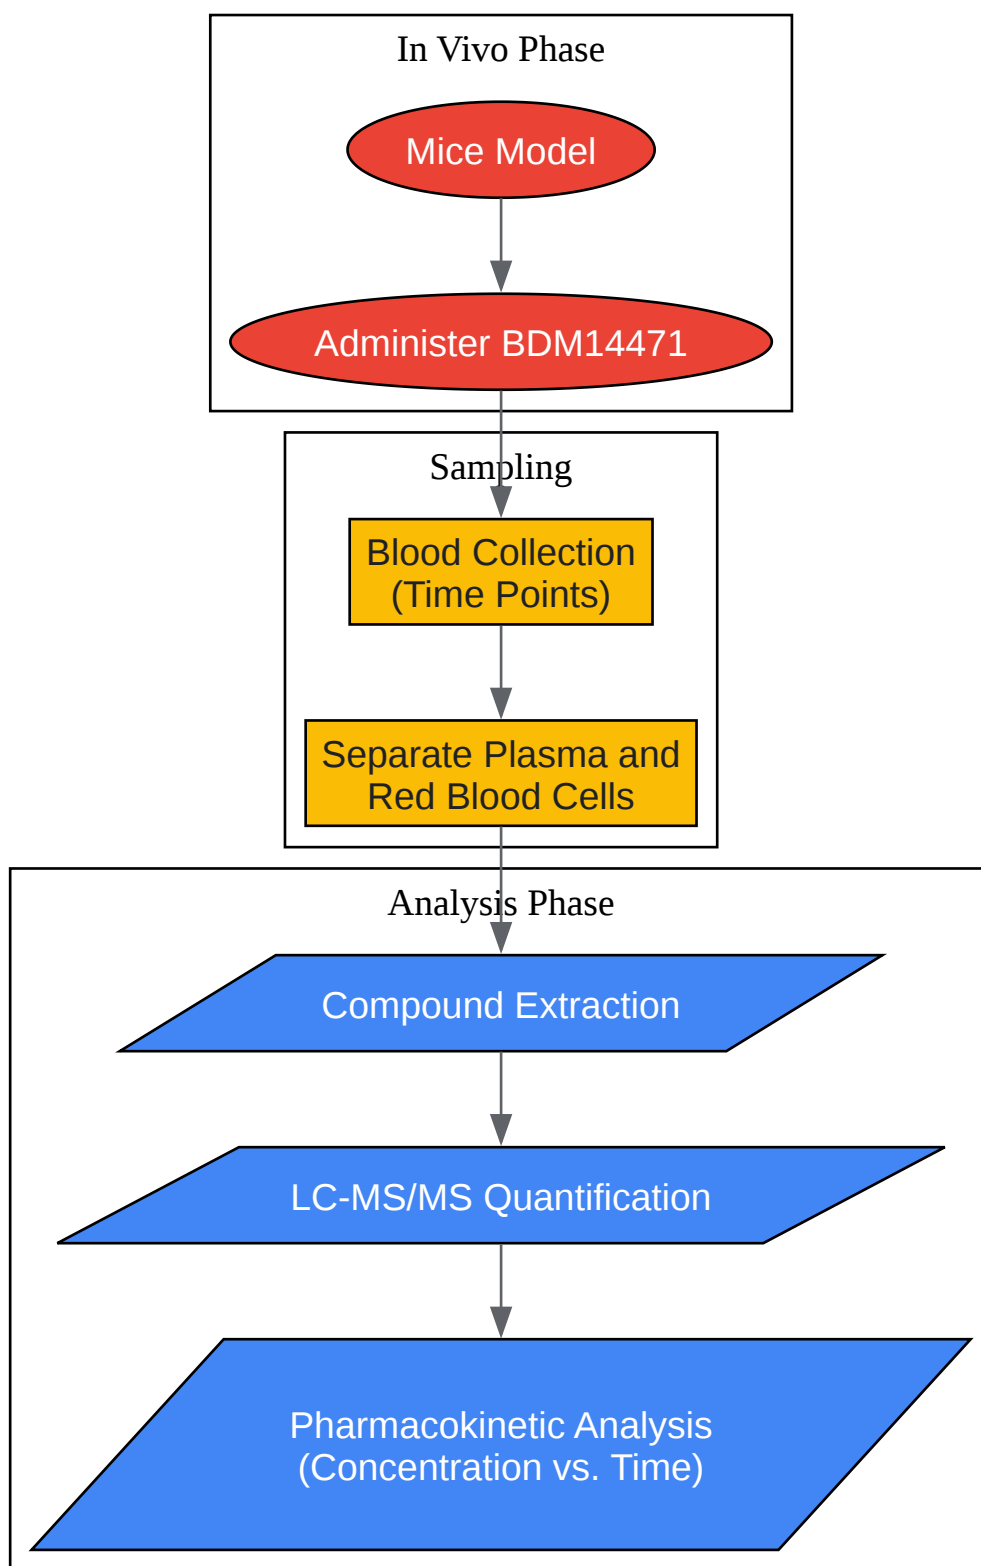 In Vivo Phase
Mice Model
Administer BDM14471
Sampling
Blood Collection
(Time Points)
Separate Plasma and
Red Blood Cells
Analysis Phase
Compound Extraction
LC-MS/MS Quantification
Pharmacokinetic Analysis
(Concentration vs. Time)